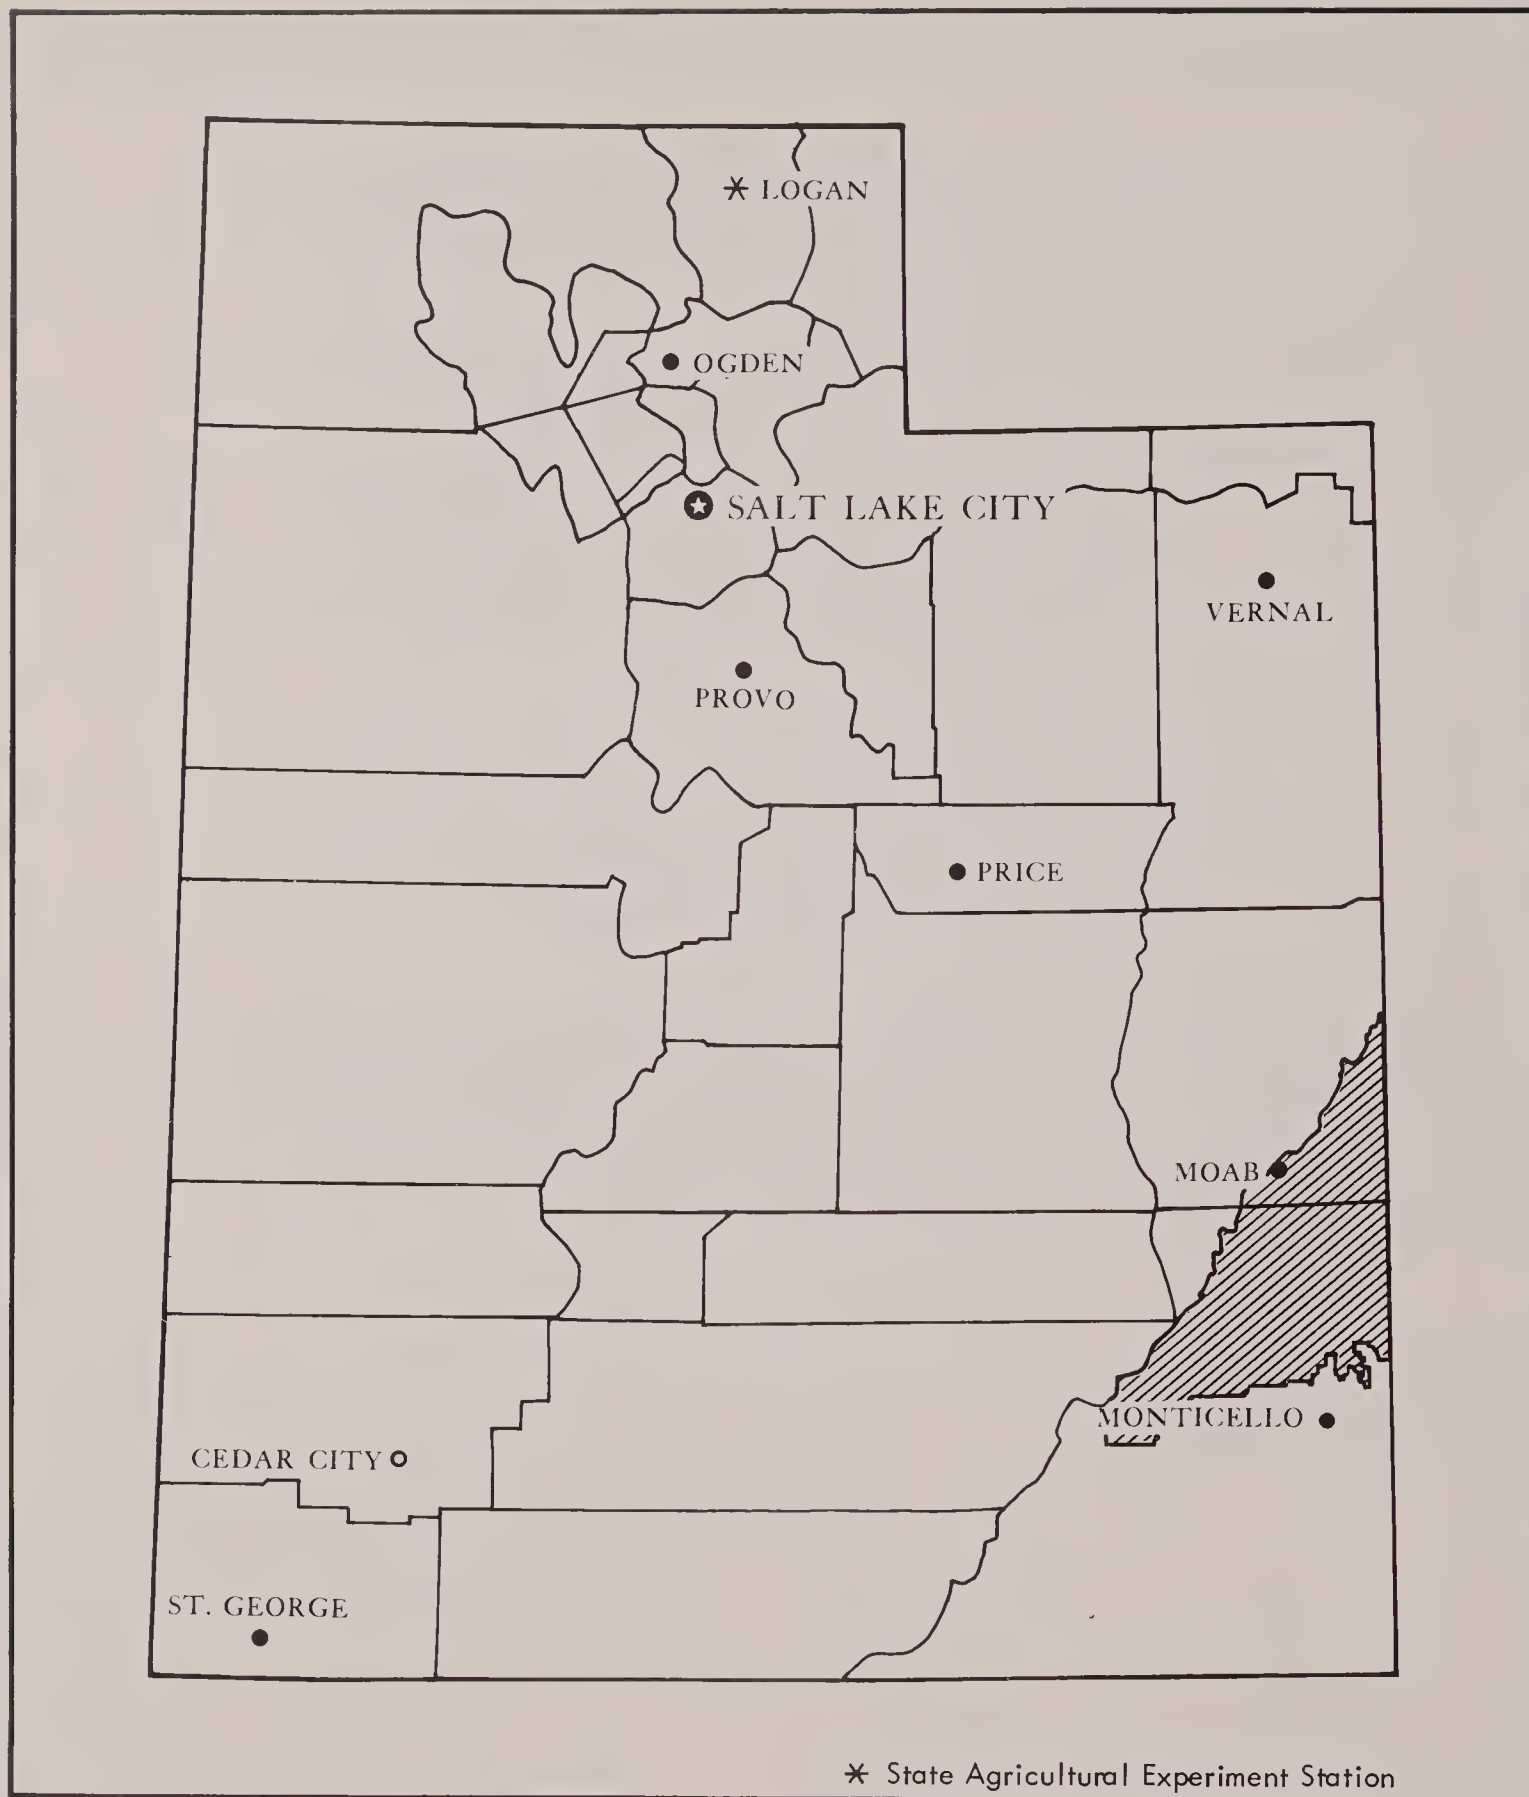 * LOGAN
OGDEN
SALT LAKE CITY
VERNAL
PROVO
PRICE
MOAB
MONTICELLO
CEDAR CITY
ST. GEORGE
* State Agricultural Experiment Station